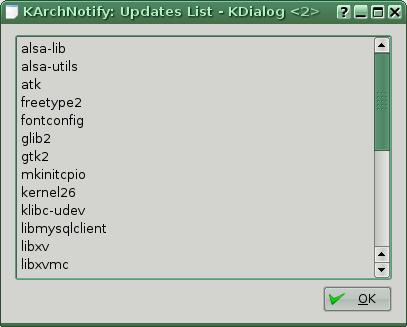 KArchNotify: Updates List - KDialog <2>
alsa-lib
alsa-utils
atk
freetype2
fontconfig
glib2
gtk2
mkinitcpio
kernel26
klibc-udev
libmysqlclient
libxv
libxvmc
OK